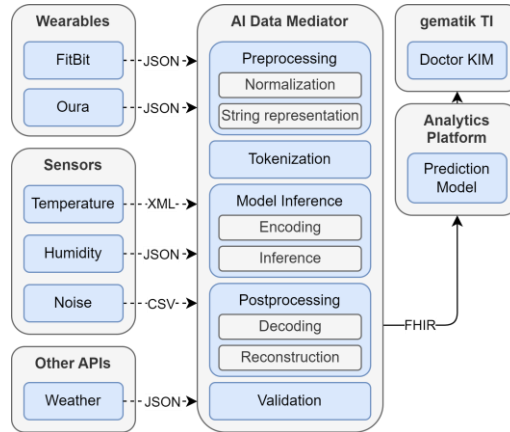 Wearables
FitBit
JSON
Oura
JSON
Sensors
Temperature
XML
Humidity
JSON
Noise
CSV
Other APIs
Weather
JSON
AI Data Mediator
Preprocessing
Normalization
String representation
Tokenization
Model Inference
Encoding
Inference
Postprocessing
Decoding
Reconstruction
Validation
FHIR
gematik TI
Doctor KIM
Analytics
Platform
Prediction
Model